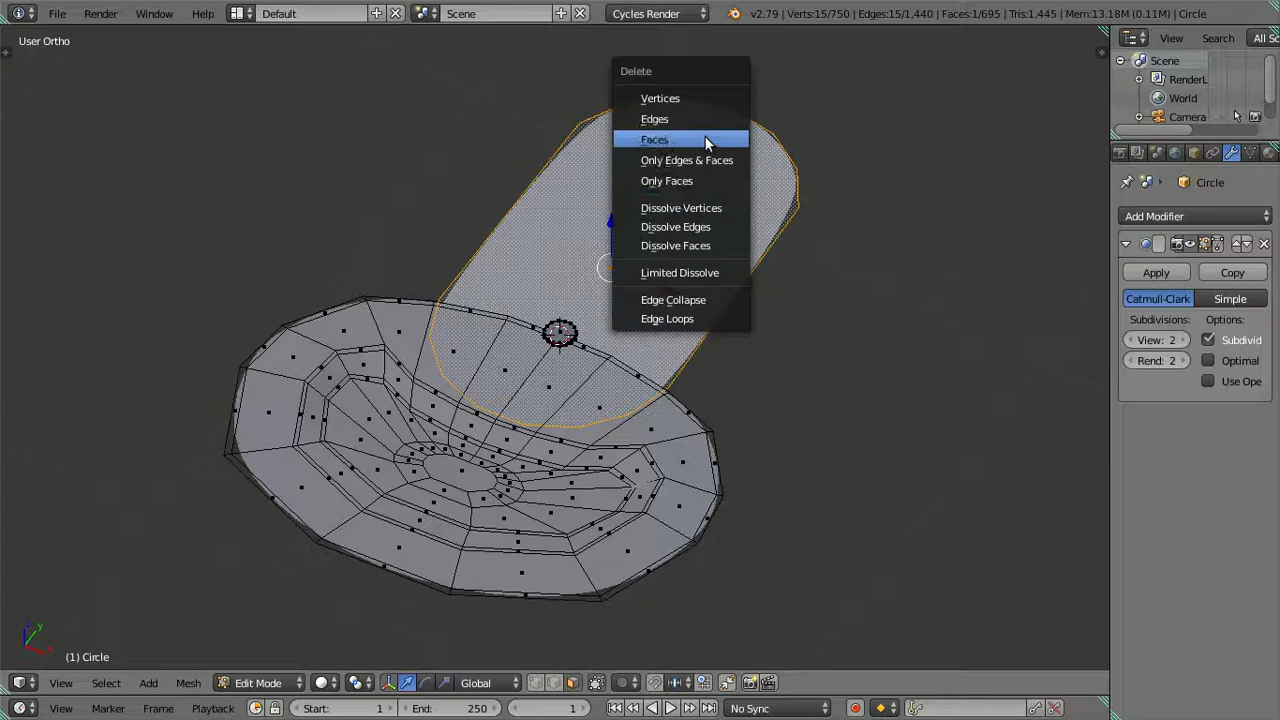 File Render Window Help Default Scene Cycles Render v2.79 | Verts:15/750 | Edges:15/1,440 | Faces:1/695 | Tris:1,445 | Mem:13.18M (0.11M) | Circle
User Ortho
View Search All Sc
Scene
RenderL
World
Camera
Delete
Vertices
Edges
Faces
Only Edges & Faces
Only Faces
Dissolve Vertices
Dissolve Edges
Dissolve Faces
Limited Dissolve
Edge Collapse
Edge Loops
Circle
Add Modifier
Apply Copy
Catmull-Clark Simple
Subdivisions: Options:
View: 2 Subdivid
Rend: 2 Optimal
Use Ope
(1) Circle
View Select Add Mesh Edit Mode Global
View Marker Frame Playback Start: 1 End: 250 1 No Sync